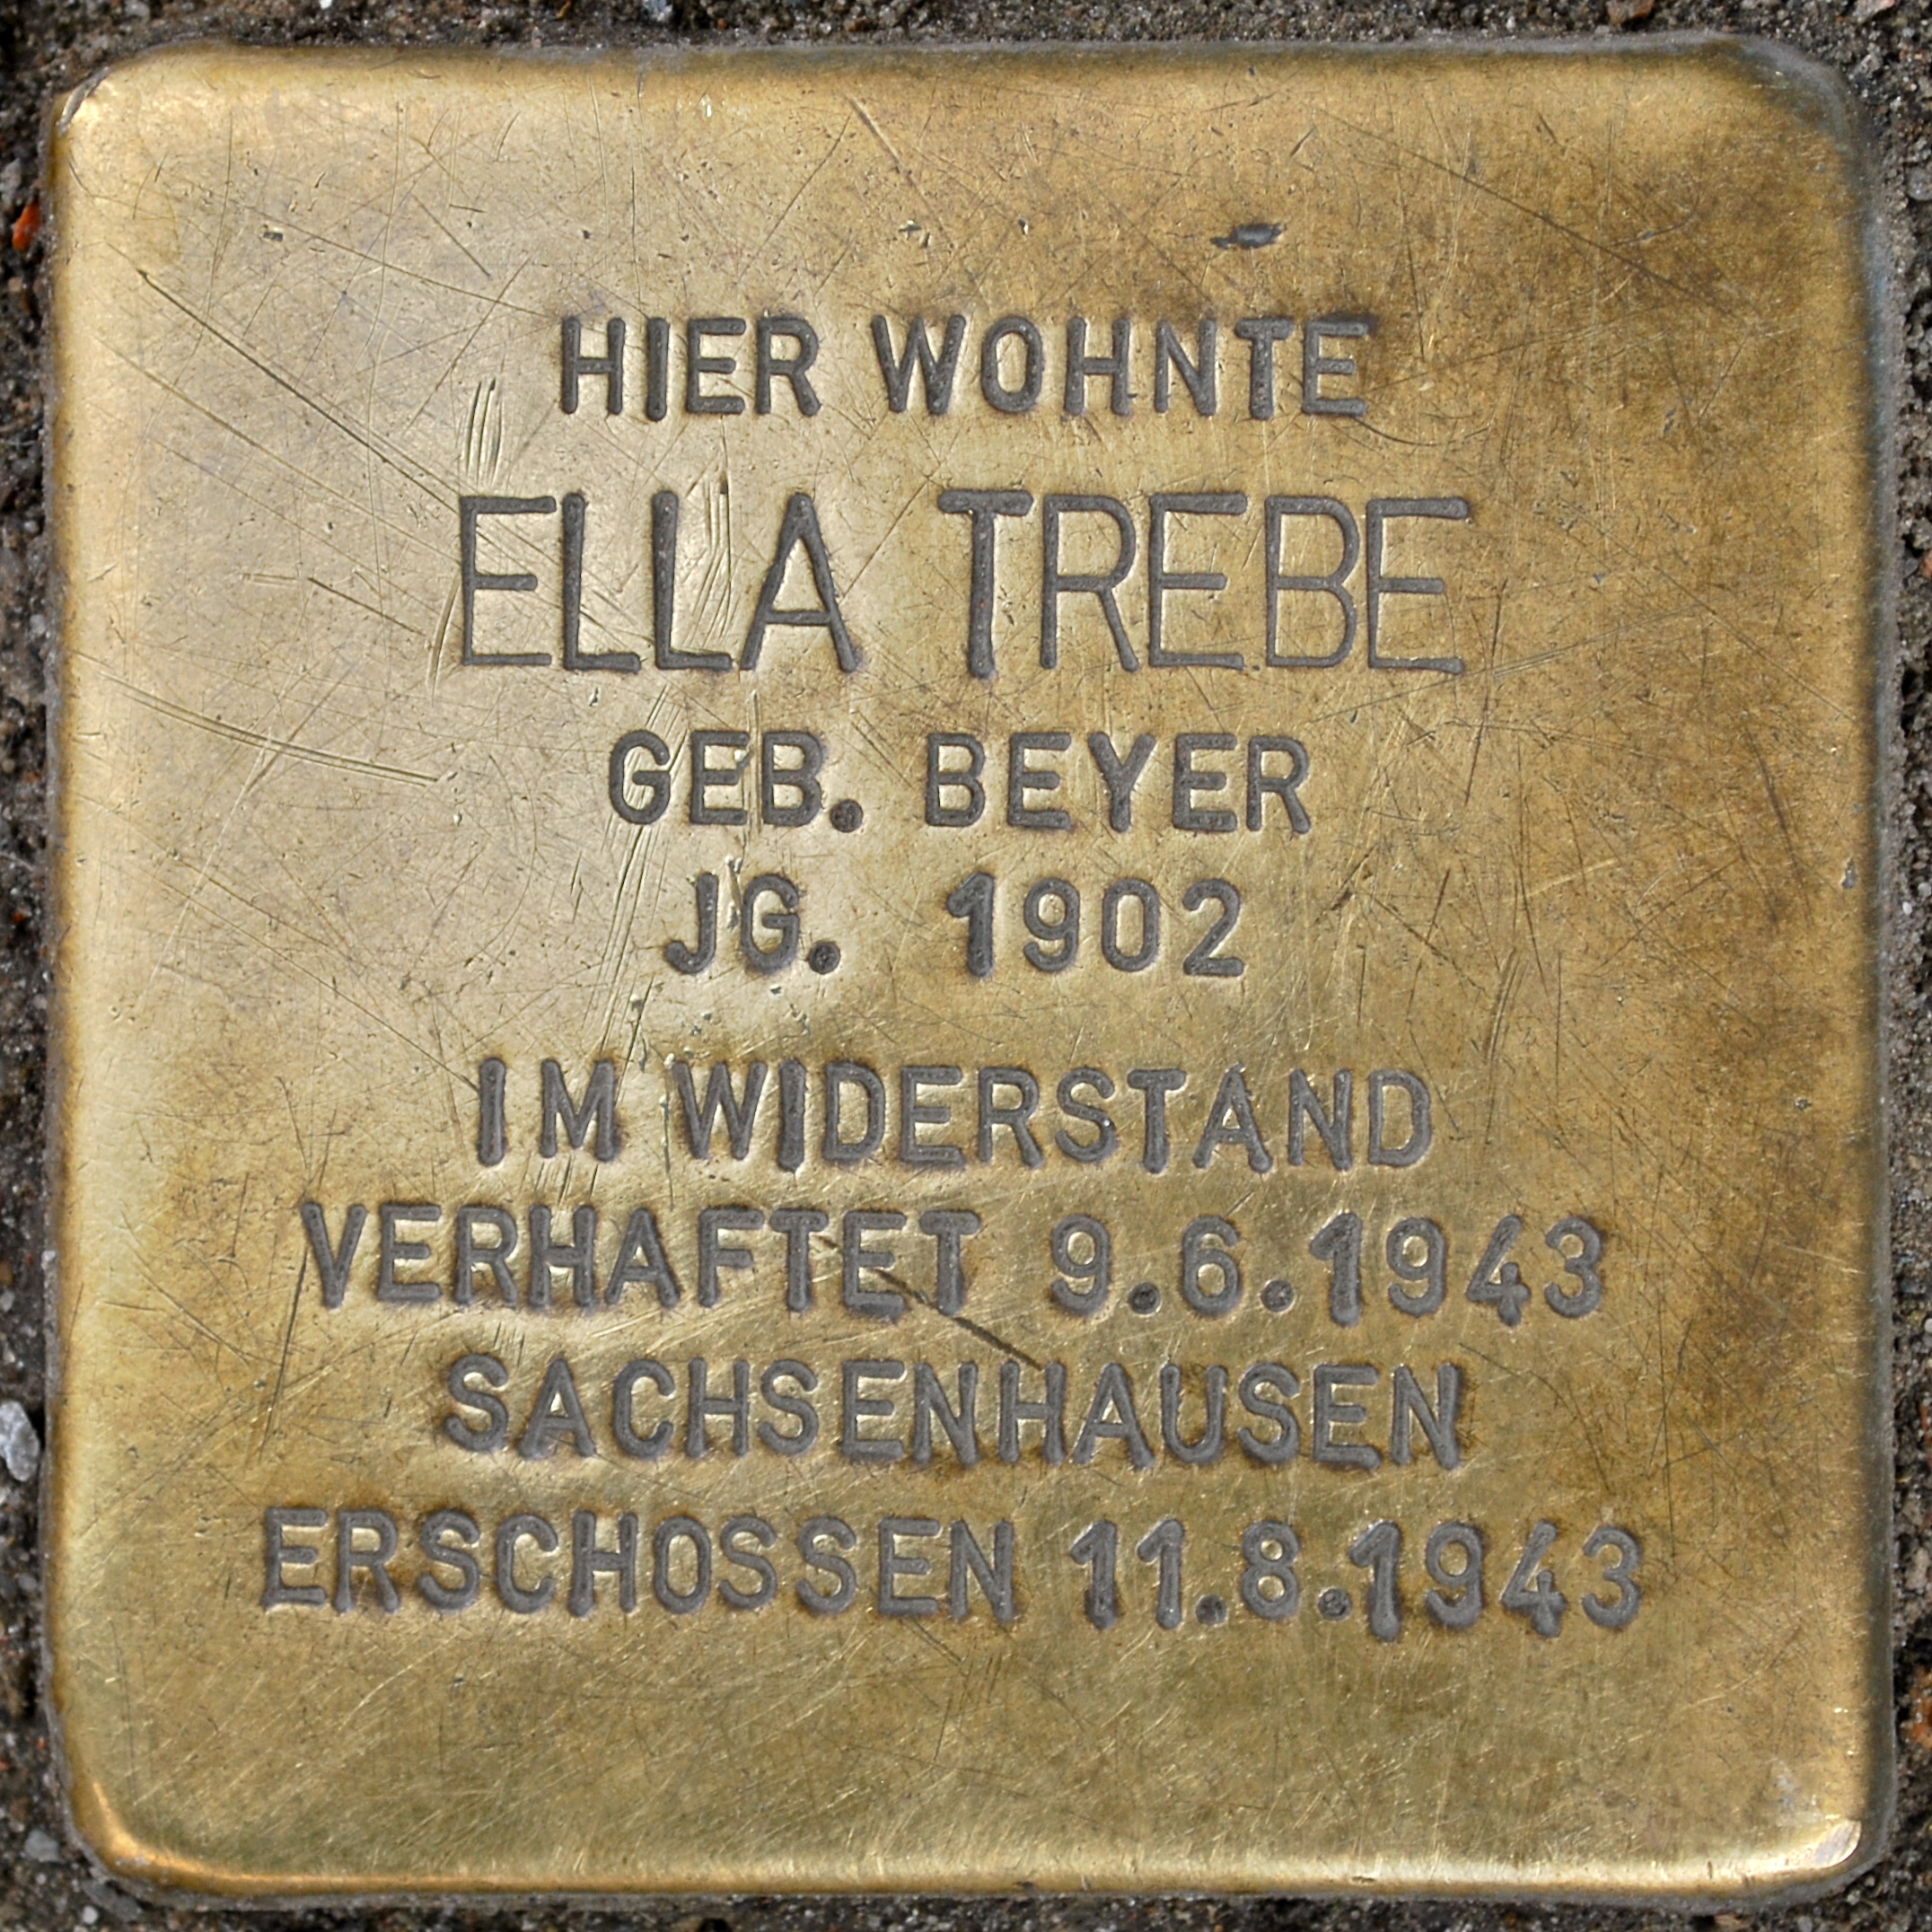 HIER WOHNTE
ELLA TREBE
GEB. BEYER
JG. 1902
IM WIDERSTAND
VERHAFTET 9.6.1943
SACHSENHAUSEN
ERSCHOSSEN 11.8.1943